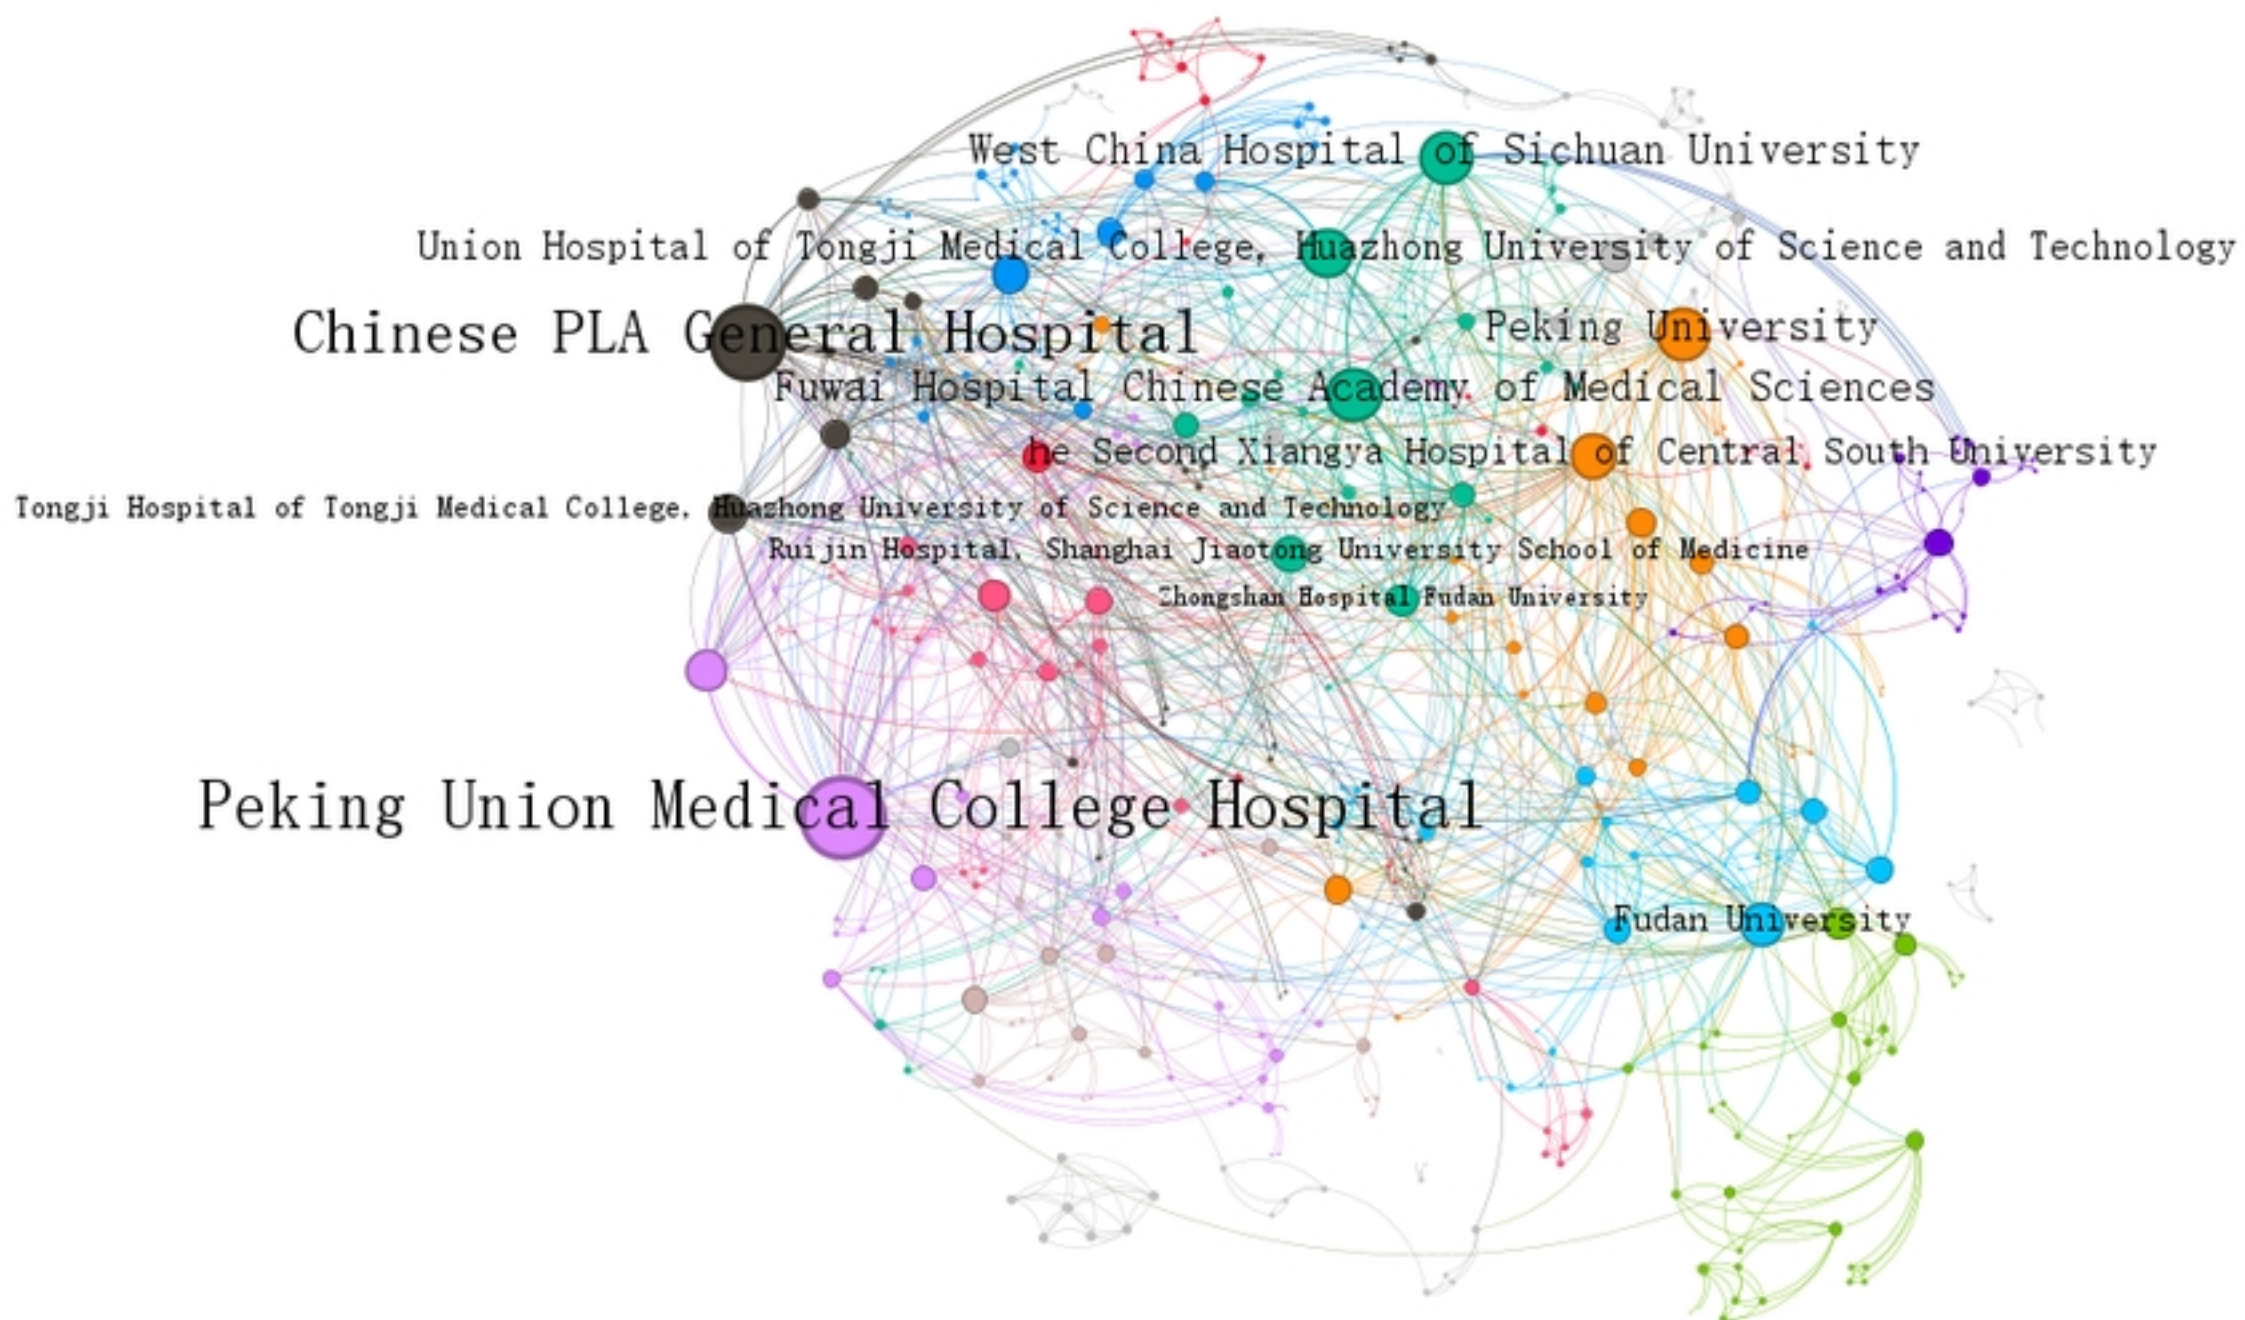 West China Hospital of Sichuan University
Union Hospital of Tongji Medical College, Huazhong University of Science and Technology
Chinese PLA General Hospital
Peking University
Fuwai Hospital Chinese Academy of Medical Sciences
he Second Xiangya Hospital of Central South University
Tongji Hospital of Tongji Medical College, Huazhong University of Science and Technology
Ruijin Hospital, Shanghai Jiaotong University School of Medicine
Zhongshan Hospital Fudan University
Peking Union Medical College Hospital
Fudan University